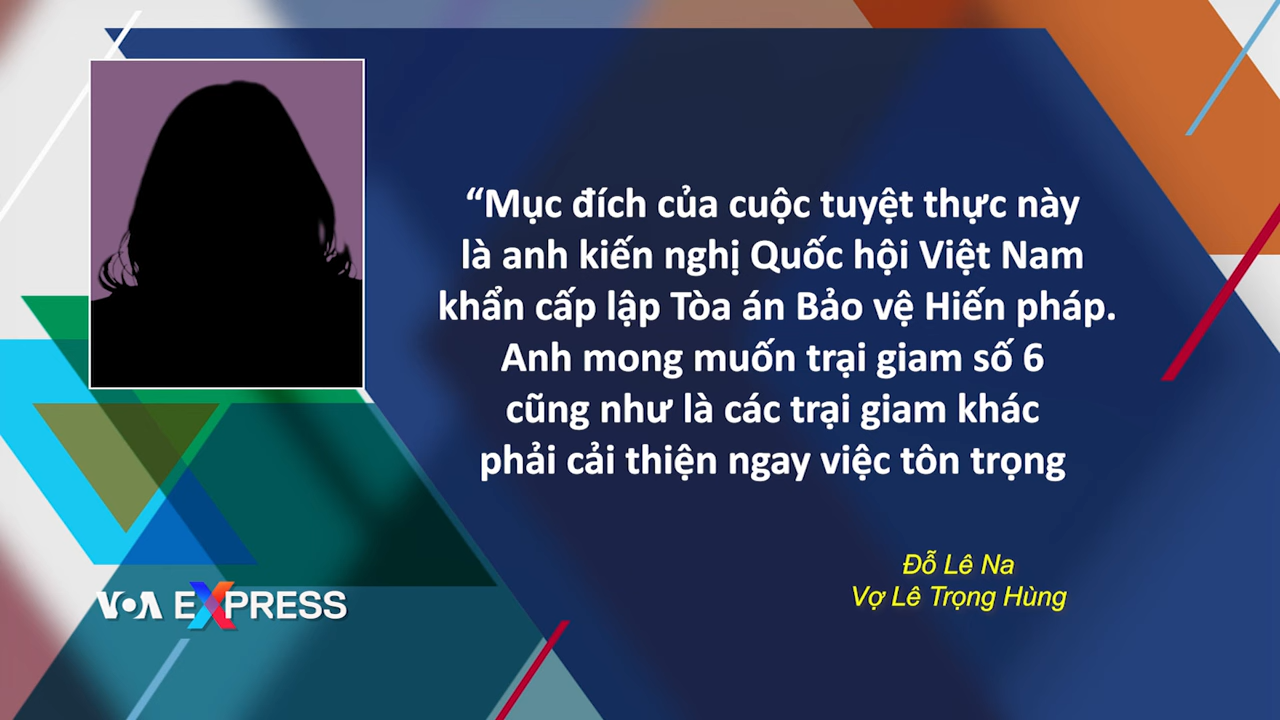 “Mục đích của cuộc tuyệt thực này
là anh kiến nghị Quốc hội Việt Nam
khẩn cấp lập Tòa án Bảo vệ Hiến pháp.
Anh mong muốn trại giam số 6
cũng như là các trại giam khác
phải cải thiện ngay việc tôn trọng
Đỗ Lê Na
Vợ Lê Trọng Hùng
VOA EXPRESS